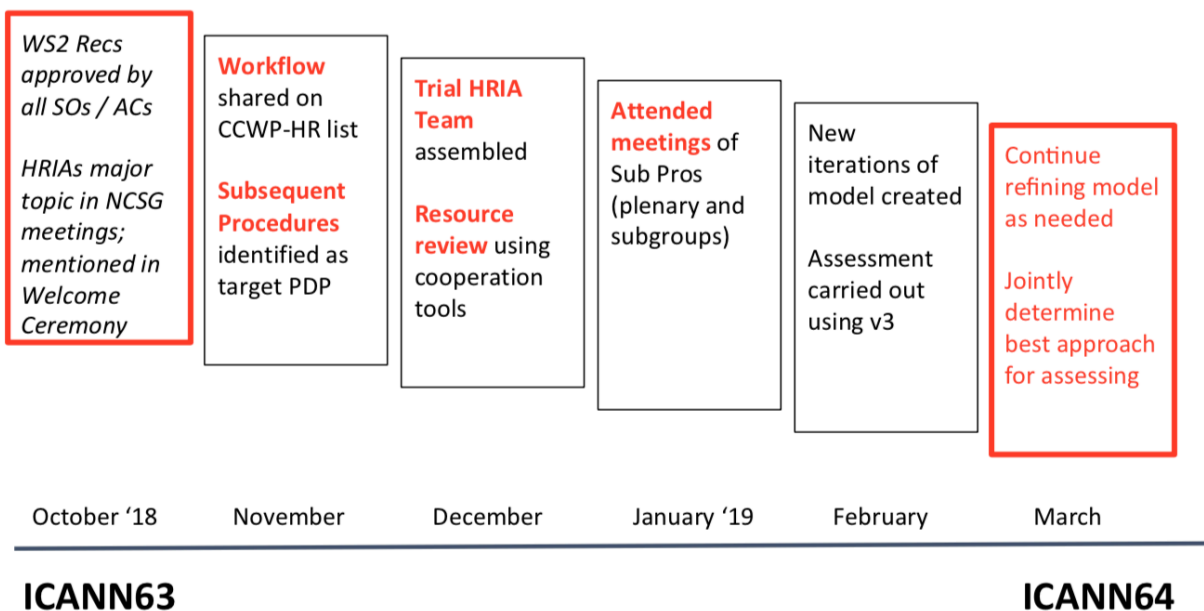 WS2 Recs
approved by
all SOs / ACs
HRIAs major
topic in NCSG
meetings;
mentioned in
Welcome
Ceremony
Workflow
shared on
CCWP-HR list
Subsequent
Procedures
identified as
target PDP
Trial HRIA
Team
assembled
Resource
review using
cooperation
tools
Attended
meetings of
Sub Pros
(plenary and
subgroups)
New
iterations of
model created
Assessment
carried out
using v3
Continue
refining model
as needed
Jointly
determine
best approach
for assessing
October ‘18
November
December
January ‘19
February
March
ICANN63
ICANN64